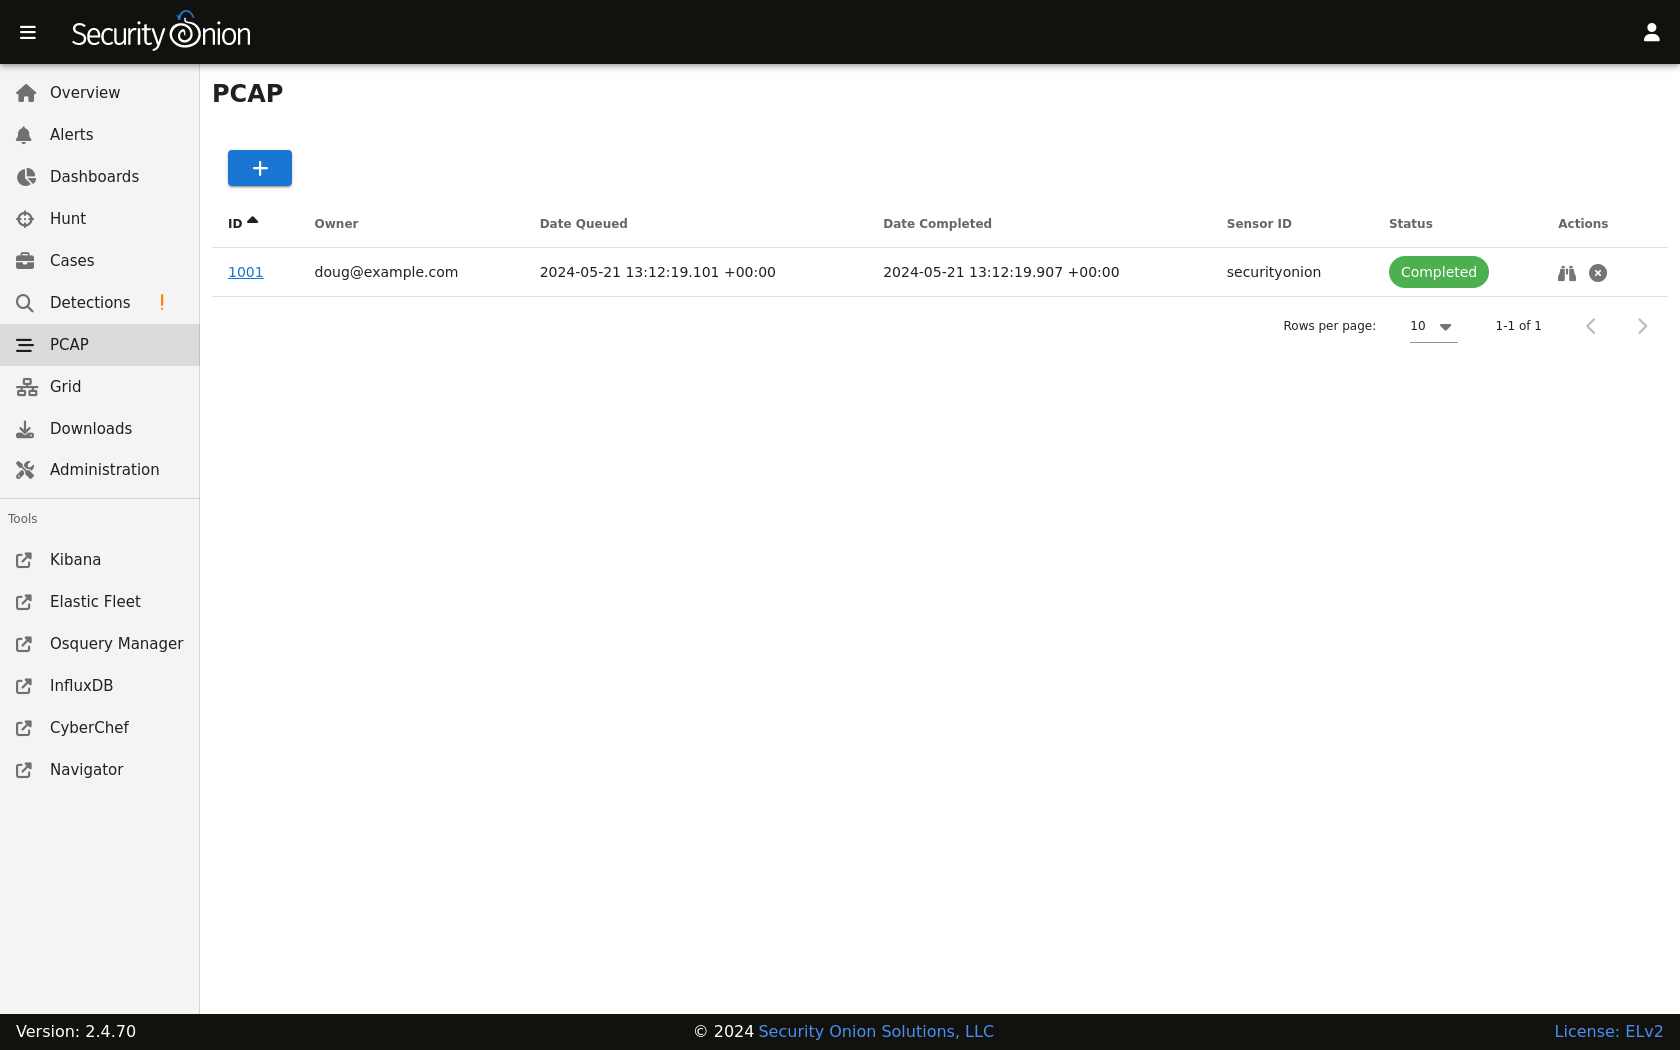 Security Onion
Overview
Alerts
Dashboards
Hunt
Cases
Detections !
PCAP
Grid
Downloads
Administration
Tools
Kibana
Elastic Fleet
Osquery Manager
InfluxDB
CyberChef
Navigator
PCAP
+
ID Owner Date Queued Date Completed Sensor ID Status Actions
1001 doug@example.com 2024-05-21 13:12:19.101 +00:00 2024-05-21 13:12:19.907 +00:00 securityonion Completed
Rows per page: 10 1-1 of 1
Version: 2.4.70 © 2024 Security Onion Solutions, LLC License: ELv2